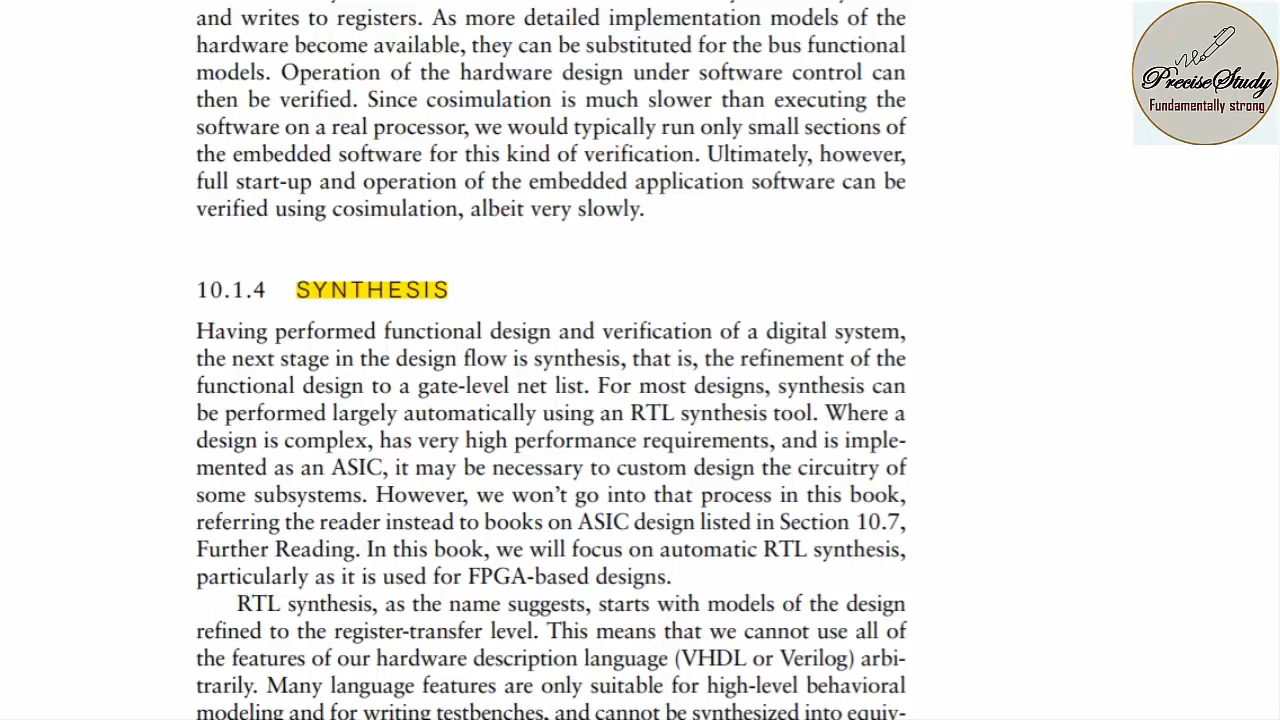 and writes to registers. As more detailed implementation models of the
hardware become available, they can be substituted for the bus functional
models. Operation of the hardware design under software control can
then be verified. Since cosimulation is much slower than executing the
software on a real processor, we would typically run only small sections of
the embedded software for this kind of verification. Ultimately, however,
full start-up and operation of the embedded application software can be
verified using cosimulation, albeit very slowly.
10.1.4 SYNTHESIS
Having performed functional design and verification of a digital system,
the next stage in the design flow is synthesis, that is, the refinement of the
functional design to a gate-level net list. For most designs, synthesis can
be performed largely automatically using an RTL synthesis tool. Where a
design is complex, has very high performance requirements, and is imple-
mented as an ASIC, it may be necessary to custom design the circuitry of
some subsystems. However, we won't go into that process in this book,
referring the reader instead to books on ASIC design listed in Section 10.7,
Further Reading. In this book, we will focus on automatic RTL synthesis,
particularly as it is used for FPGA-based designs.
RTL synthesis, as the name suggests, starts with models of the design
refined to the register-transfer level. This means that we cannot use all of
the features of our hardware description language (VHDL or Verilog) arbi-
trarily. Many language features are only suitable for high-level behavioral
modeling and for writing testbenches, and cannot be synthesized into equiv-
PreciseStudy
Fundamentally strong